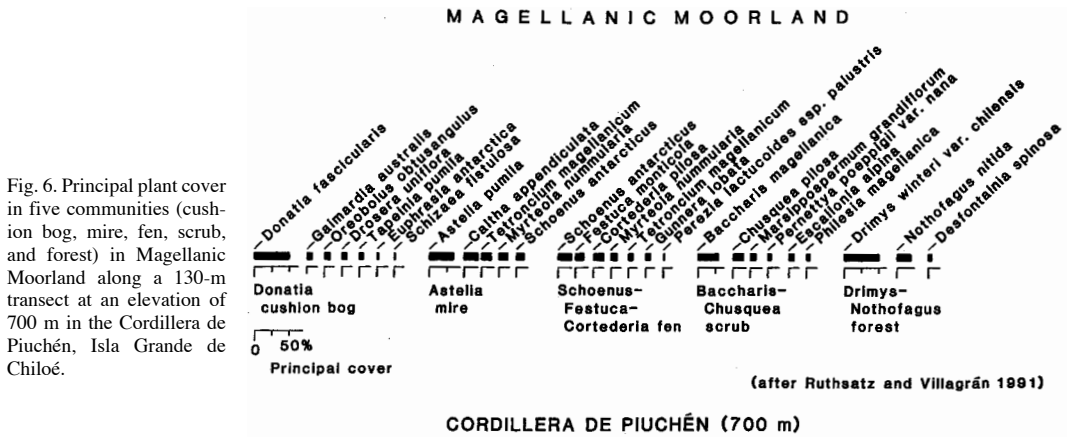 MAGELLANIC MOORLAND
Fig. 6. Principal plant cover
in five communities (cush-
ion bog, mire, fen, scrub,
and forest) in Magellanic
Moorland along a 130-m
transect at an elevation of
700 m in the Cordillera de
Piuchén, Isla Grande de
Chiloé.
Donatia fascicularis
Gaimardia australis
Oreobolus obtusangulus
Drosera uniflora
Tapeinia pumila
Euphrasia antarctica
Schizaea fistulosa
Astelia pumila
Caltha appendiculata
Tetroncium magellanicum
Myrteola numularia
Schoenus antarcticus
Schoenus antarcticus
Festuca monticola
Cortederia pilosa
Myrteola nummularia
Tetroncium magellanicum
Gunnera lobata
Perezia lactucoides ssp. palustris
Baccharis magellanica
Chusquea pilosa
Marsippospermum grandiflorum
Pernetty poeppigii var. nana
Escallonia alpina
Philesia magellanica
Drimys winteri var. chilensis
Nothofagus nitida
Desfontainia spinosa
Donatia
cushion bog
Astelia
mire
Schoenus-
Festuca-
Cortederia fen
Baccharis-
Chusquea
scrub
Drimys-
Nothofagus
forest
0 50%
Principal cover
(after Ruthsatz and Villagrán 1991)
CORDILLERA DE PIUCHÉN (700 m)